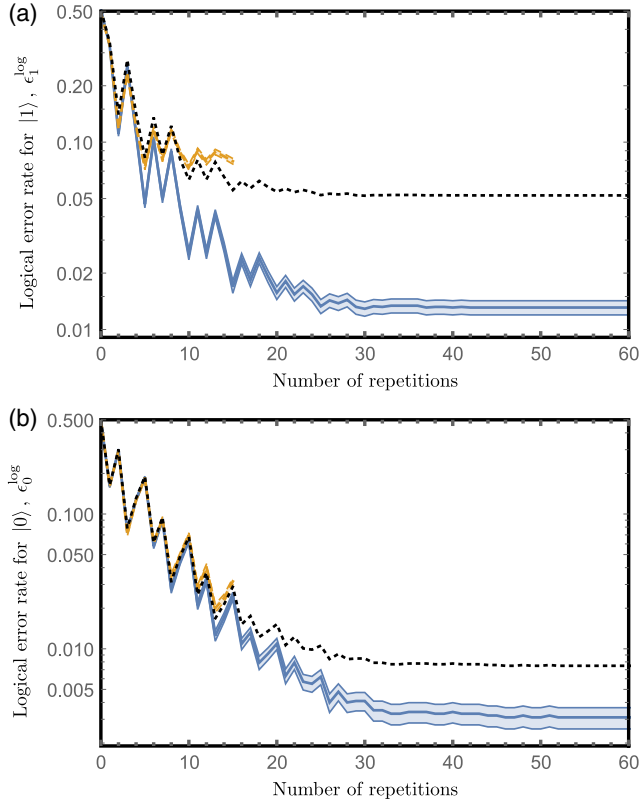 (a)
0.50
0.20
0.10
0.05
0.02
0.01
Logical error rate for |1⟩ , ϵ₁ˡᵒᵍ
0 10 20 30 40 50 60
Number of repetitions
(b)
0.500
0.100
0.050
0.010
0.005
Logical error rate for |0⟩ , ϵ₀ˡᵒᵍ
0 10 20 30 40 50 60
Number of repetitions